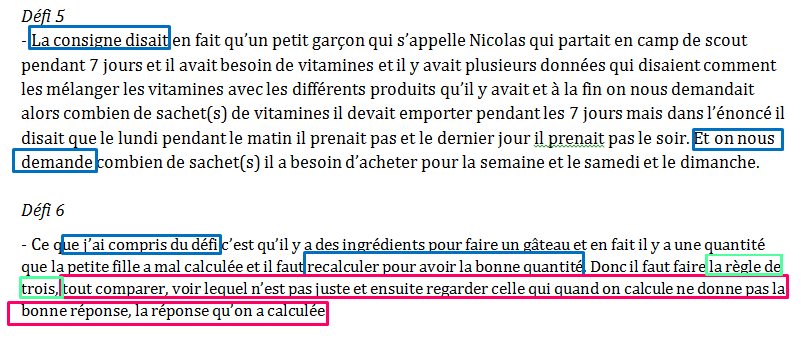 Défi 5
- La consigne disait en fait qu'un petit garçon qui s'appelle Nicolas qui partait en camp de scout
pendant 7 jours et il avait besoin de vitamines et il y avait plusieurs données qui disaient comment
les mélanger les vitamines avec les différents produits qu'il y avait et à la fin on nous demandait
alors combien de sachet(s) de vitamines il devait emporter pendant les 7 jours mais dans l'énoncé il
disait que le lundi pendant le matin il prenait pas et le dernier jour il prenait pas le soir. Et on nous
demande combien de sachet(s) il a besoin d'acheter pour la semaine et le samedi et le dimanche.
Défi 6
- Ce que j'ai compris du défi c'est qu'il y a des ingrédients pour faire un gâteau et en fait il y a une quantité
que la petite fille a mal calculée et il faut recalculer pour avoir la bonne quantité. Donc il faut faire la règle de
trois, tout comparer, voir lequel n'est pas juste et ensuite regarder celle qui quand on calcule ne donne pas la
bonne réponse, la réponse qu'on a calculée